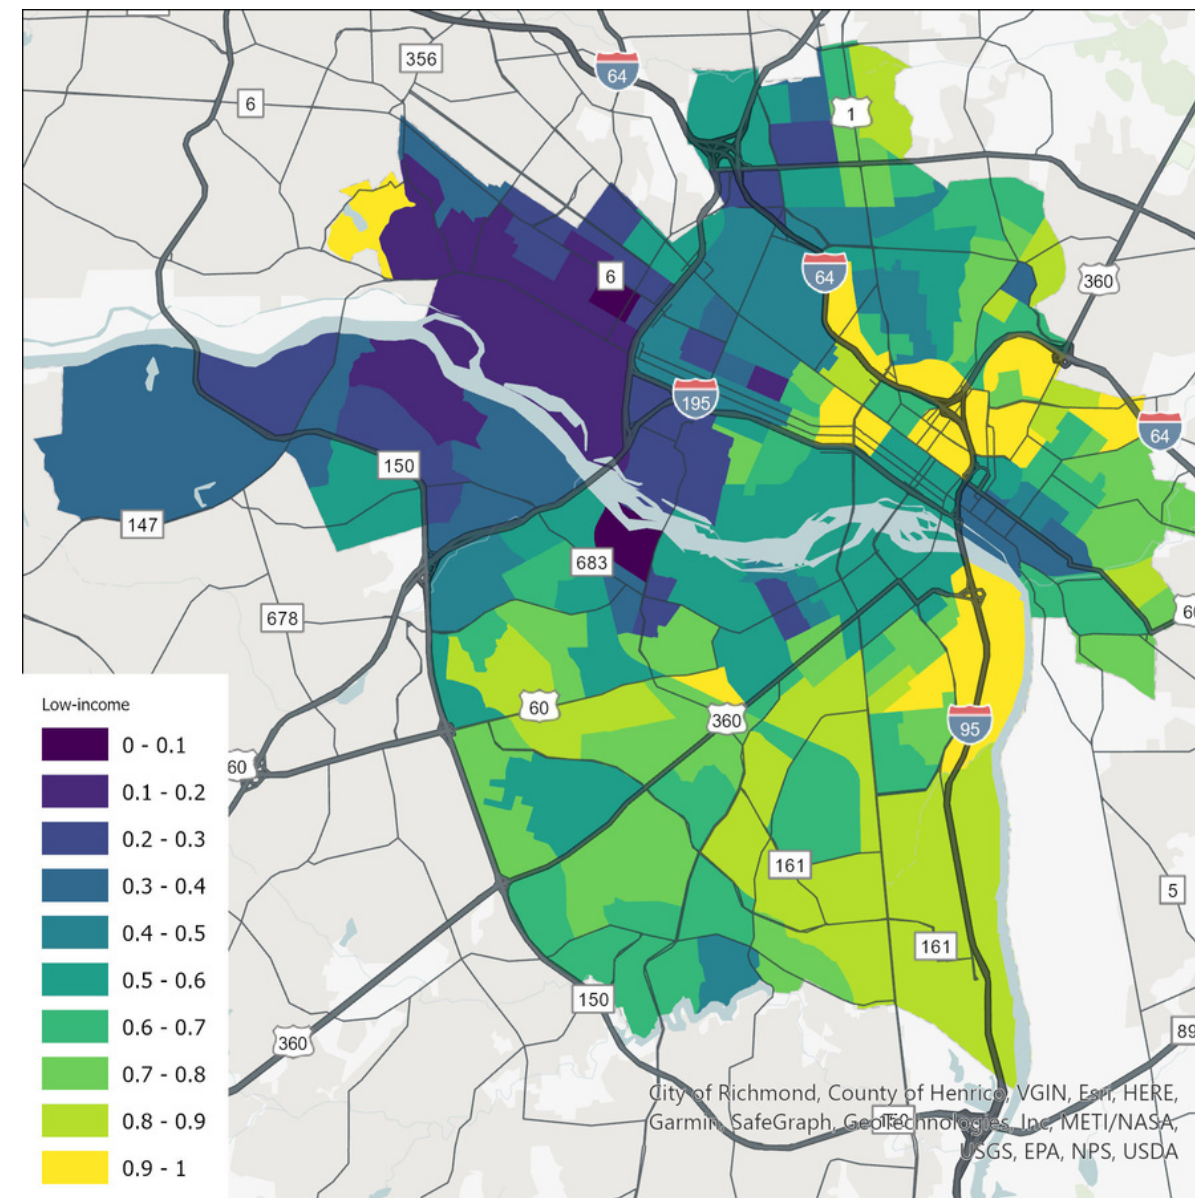 356
64
6
1
6
64
360
195
64
150
147
683
678
60
60
360
95
Low-income
0 - 0.1
0.1 - 0.2
0.2 - 0.3
0.3 - 0.4
0.4 - 0.5
0.5 - 0.6
0.6 - 0.7
0.7 - 0.8
0.8 - 0.9
0.9 - 1
161
5
161
150
360
City of Richmond, County of Henrico, VGIN, Esri, HERE,
Garmin, SafeGraph, GeoTechnologies, Inc, METI/NASA,
USGS, EPA, NPS, USDA